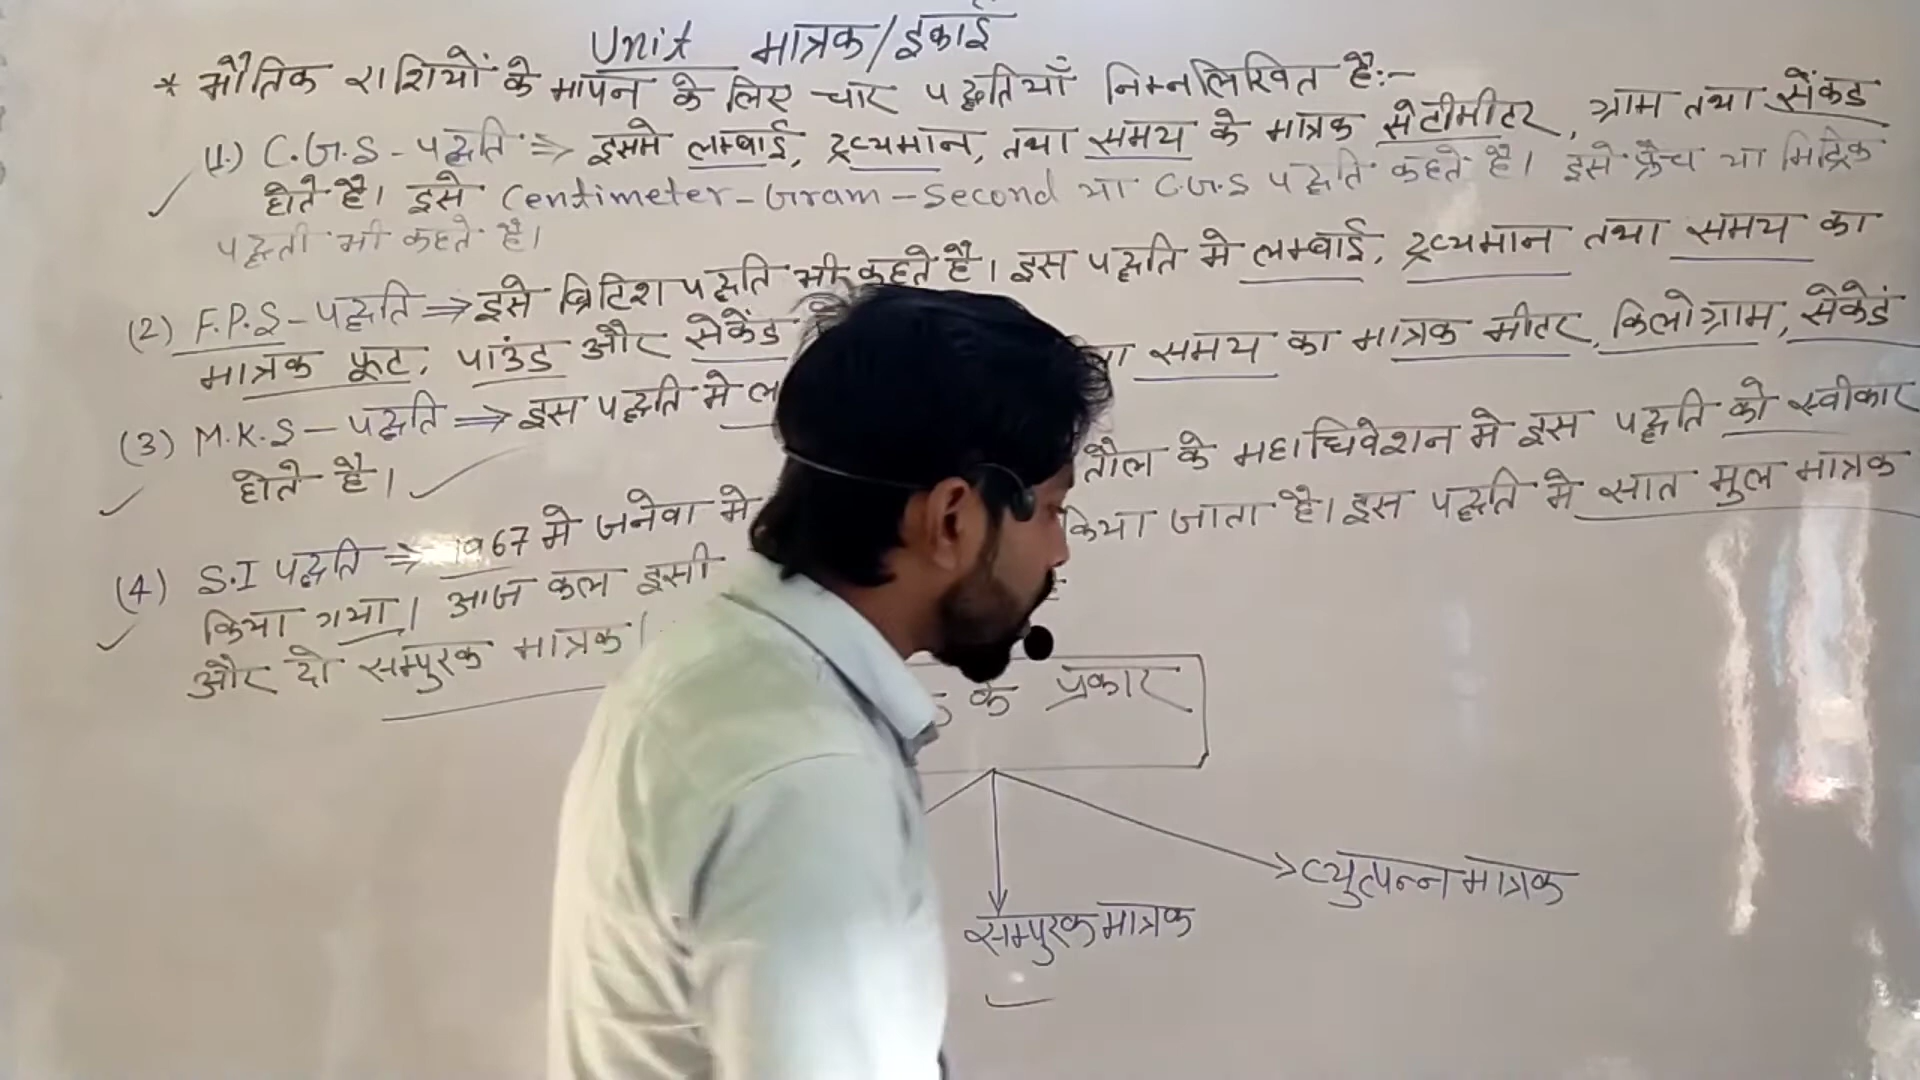 Unit मात्रक/इकाई
* भौतिक राशियों के मापन के लिए चार पद्धतियाँ निम्नलिखित है:-
(1.) C.G.S - पद्धति ⇒ इसमे लम्बाई, द्रव्यमान, तथा समय के मात्रक सेंटीमीटर, ग्राम तथा सेंकेंड
होते है। इसे Centimeter-Gram-Second या C.G.S पद्धति कहते है। इसे फ्रैंच या मिट्रिक
पद्धती भी कहते है।
(2) F.P.S - पद्धति ⇒ इसे ब्रिटिश पद्धति भी कहते है। इस पद्धति मे लम्बाई, द्रव्यमान तथा समय का
मात्रक फूट, पाउंड और सेकेंड
(3) M.K.S - पद्धति ⇒ इस पद्धति मे समय का मात्रक मीटर, किलोग्राम, सेकेंड
होते है।
(4) S.I पद्धति ⇒ 1967 मे जनेवा मे तौल के महाधिवेशन मे इस पद्धति को स्वीकार
किया गया। आज कल इसी किया जाता है। इस पद्धति मे सात मुल मात्रक
और दो सम्पुरक मात्रक
के प्रकार
व्युत्पन्न मात्रक
सम्पुरक मात्रक